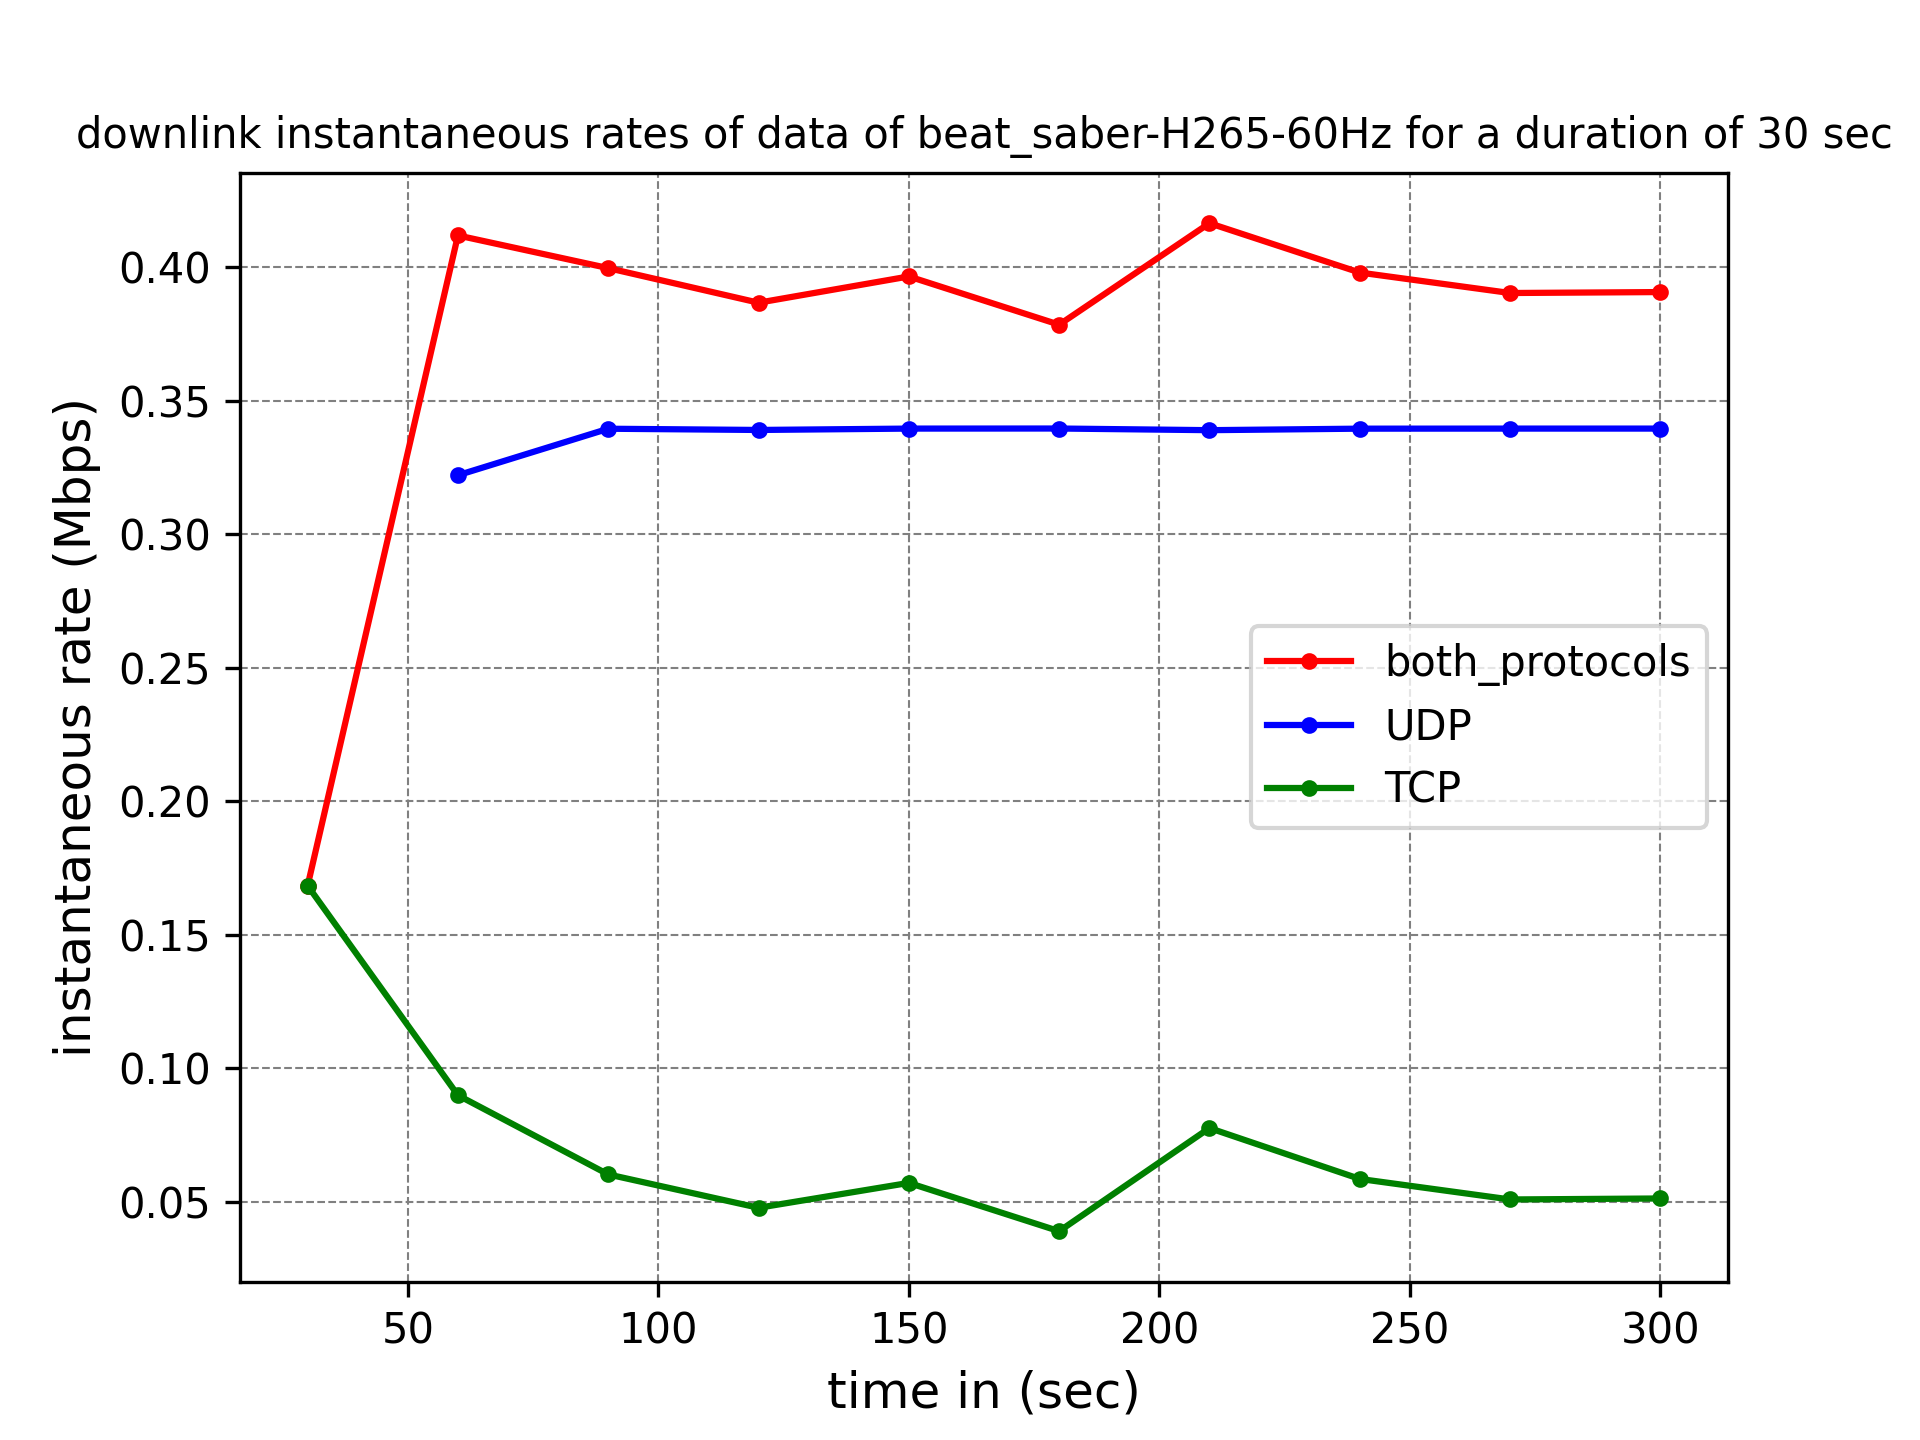 downlink instantaneous rates of data of beat_saber-H265-60Hz for a duration of 30 sec
instantaneous rate (Mbps)
0.40
0.35
0.30
0.25
0.20
0.15
0.10
0.05
both_protocols
UDP
TCP
50 100 150 200 250 300
time in (sec)